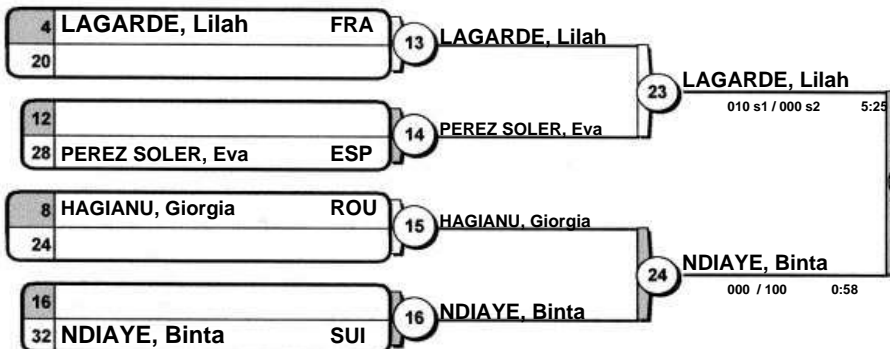 4 LAGARDE, Lilah FRA
20
13 LAGARDE, Lilah
12
28 PEREZ SOLER, Eva ESP
14 PEREZ SOLER, Eva
23 LAGARDE, Lilah
010 s1 / 000 s2 5:25
8 HAGIANU, Giorgia ROU
24
15 HAGIANU, Giorgia
16
32 NDIAYE, Binta SUI
16 NDIAYE, Binta
24 NDIAYE, Binta
000 / 100 0:58